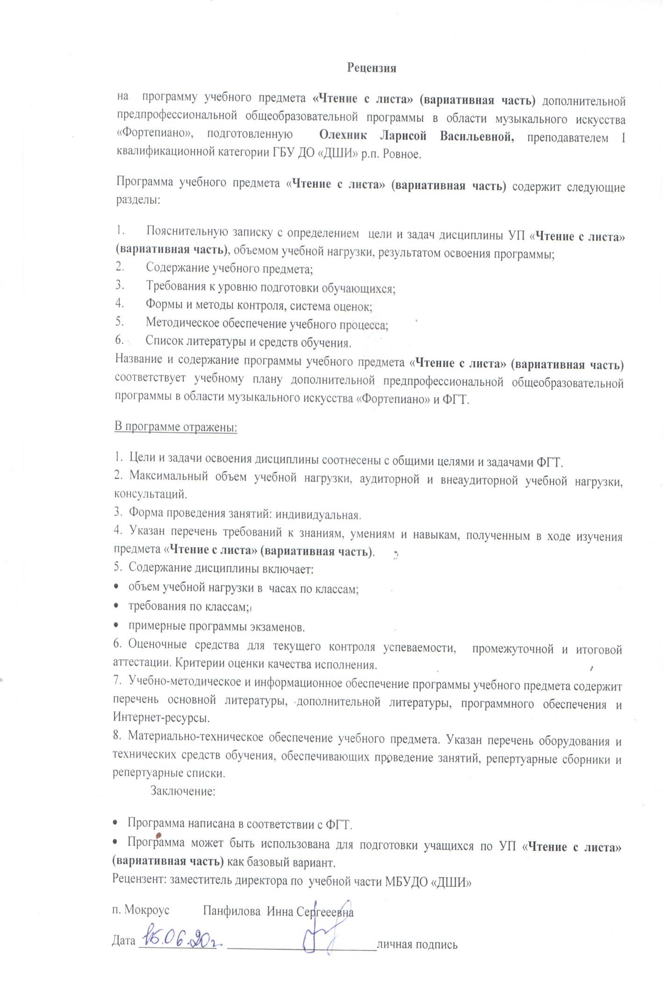 Рецензия
на программу учебного предмета «Чтение с листа» (вариативная часть) дополнительной
предпрофессиональной общеобразовательной программы в области музыкального искусства
«Фортепиано», подготовленную Олехник Ларисой Васильевной, преподавателем I
квалификационной категории ГБУ ДО «ДШИ» р.п. Ровное.
Программа учебного предмета «Чтение с листа» (вариативная часть) содержит следующие
разделы:
1. Пояснительную записку с определением цели и задач дисциплины УП «Чтение с листа»
(вариативная часть), объемом учебной нагрузки, результатом освоения программы;
2. Содержание учебного предмета;
3. Требования к уровню подготовки обучающихся;
4. Формы и методы контроля, система оценок;
5. Методическое обеспечение учебного процесса;
6. Список литературы и средств обучения.
Название и содержание программы учебного предмета «Чтение с листа» (вариативная часть)
соответствует учебному плану дополнительной предпрофессиональной общеобразовательной
программы в области музыкального искусства «Фортепиано» и ФГТ.
В программе отражены:
1. Цели и задачи освоения дисциплины соотнесены с общими целями и задачами ФГТ.
2. Максимальный объем учебной нагрузки, аудиторной и внеаудиторной учебной нагрузки,
консультаций.
3. Форма проведения занятий: индивидуальная.
4. Указан перечень требований к знаниям, умениям и навыкам, полученным в ходе изучения
предмета «Чтение с листа» (вариативная часть).
5. Содержание дисциплины включает:
• объем учебной нагрузки в часах по классам;
• требования по классам;
• примерные программы экзаменов.
6. Оценочные средства для текущего контроля успеваемости, промежуточной и итоговой
аттестации. Критерии оценки качества исполнения.
7. Учебно-методическое и информационное обеспечение программы учебного предмета содержит
перечень основной литературы, дополнительной литературы, программного обеспечения и
Интернет-ресурсы.
8. Материально-техническое обеспечение учебного предмета. Указан перечень оборудования и
технических средств обучения, обеспечивающих проведение занятий, репертуарные сборники и
репертуарные списки.
Заключение:
• Программа написана в соответствии с ФГТ.
• Программа может быть использована для подготовки учащихся по УП «Чтение с листа»
(вариативная часть) как базовый вариант.
Рецензент: заместитель директора по учебной части МБУДО «ДШИ»
п. Мокроус Панфилова Инна Сергееевна
Дата 15.06.20г. личная подпись